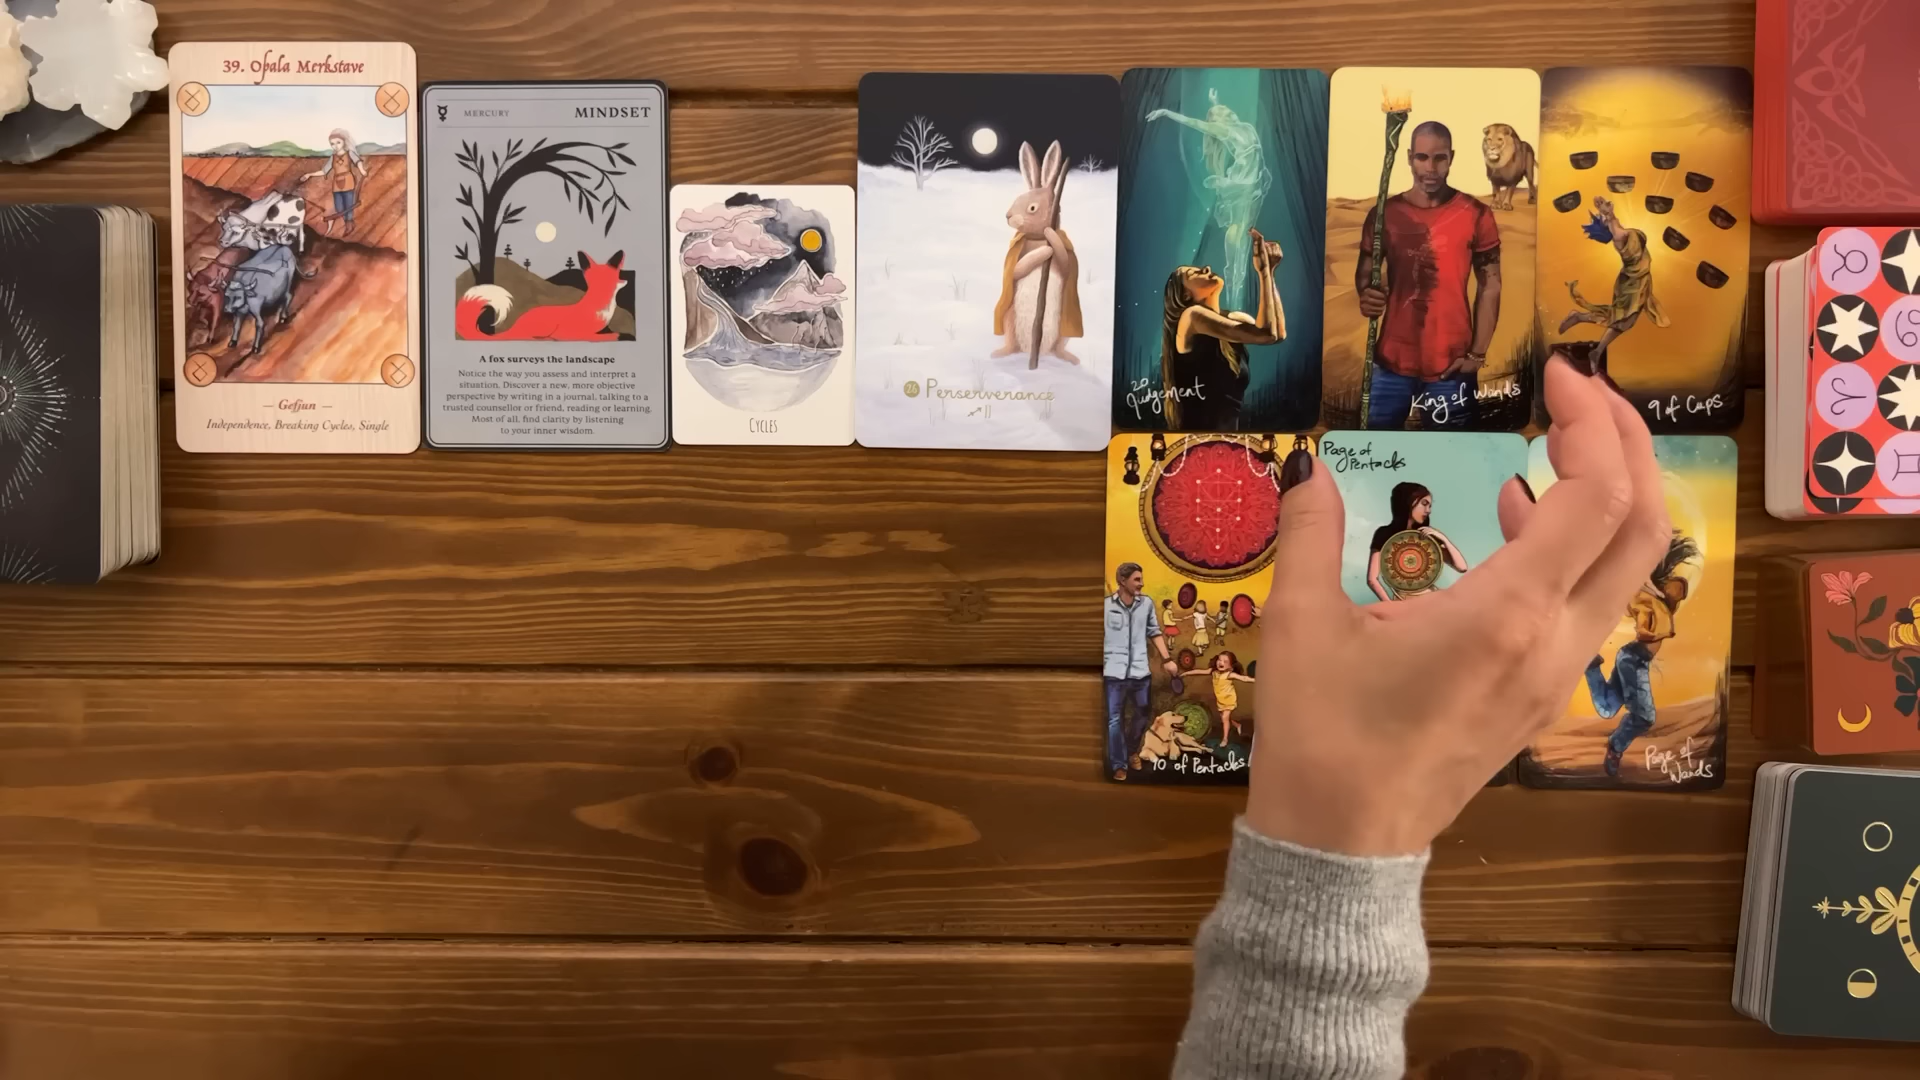 39. Opala Merkstave
— Gefjun —
Independence, Breaking Cycles, Single
MERCURY
MINDSET
A fox surveys the landscape
Notice the way you assess and interpret a
situation. Discover a new, more objective
perspective by writing in a journal, talking to a
trusted counsellor or friend, reading or learning.
Most of all, find clarity by listening
to your inner wisdom.
CYCLES
26 Perserverance
20
Judgement
King of Wands
9 of Cups
10 of Pentacles
Page of
Pentacles
Page of
Wands